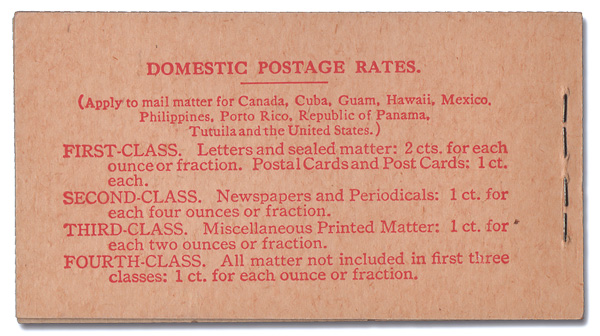 DOMESTIC POSTAGE RATES.
(Apply to mail matter for Canada, Cuba, Guam, Hawaii, Mexico,
Philippines, Porto Rico, Republic of Panama,
Tutuila and the United States.)
FIRST-CLASS. Letters and sealed matter: 2 cts. for each
ounce or fraction. Postal Cards and Post Cards: 1 ct.
each.
SECOND-CLASS. Newspapers and Periodicals: 1 ct. for
each four ounces or fraction.
THIRD-CLASS. Miscellaneous Printed Matter: 1 ct. for
each two ounces or fraction.
FOURTH-CLASS. All matter not included in first three
classes: 1 ct. for each ounce or fraction.